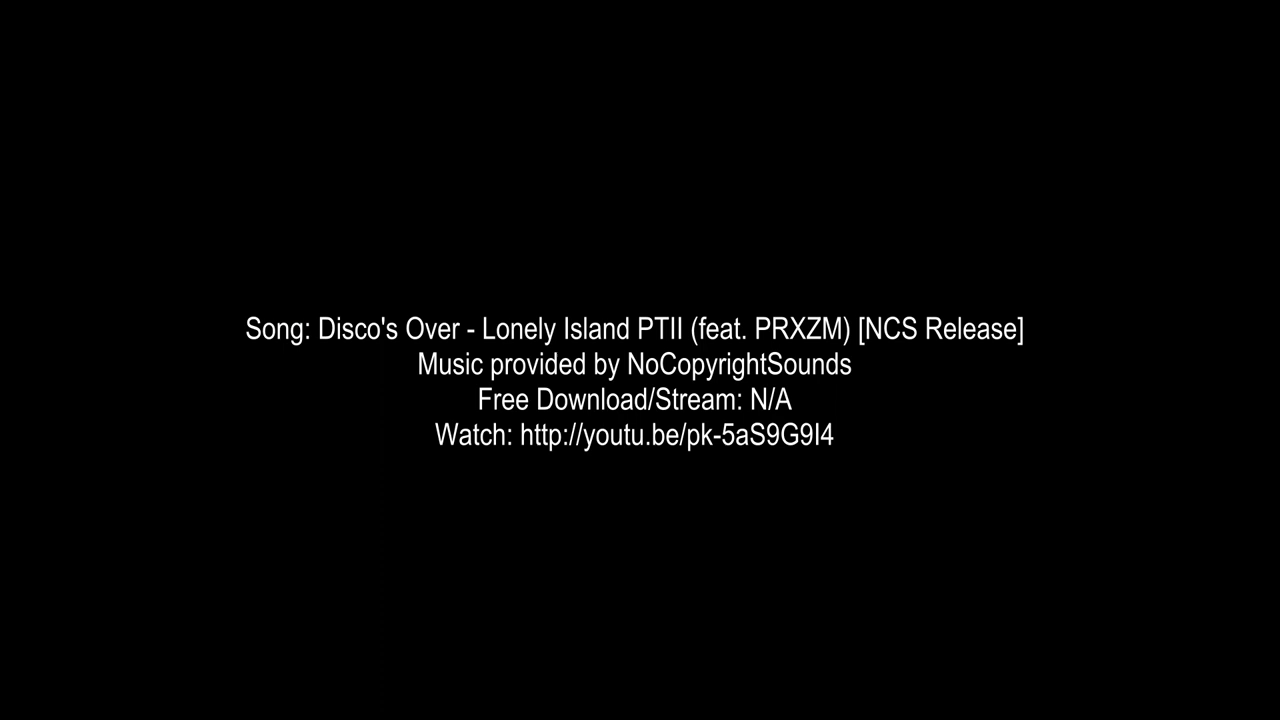 Song: Disco's Over - Lonely Island PTII (feat. PRXZM) [NCS Release]
Music provided by NoCopyrightSounds
Free Download/Stream: N/A
Watch: http://youtu.be/pk-5aS9G9I4